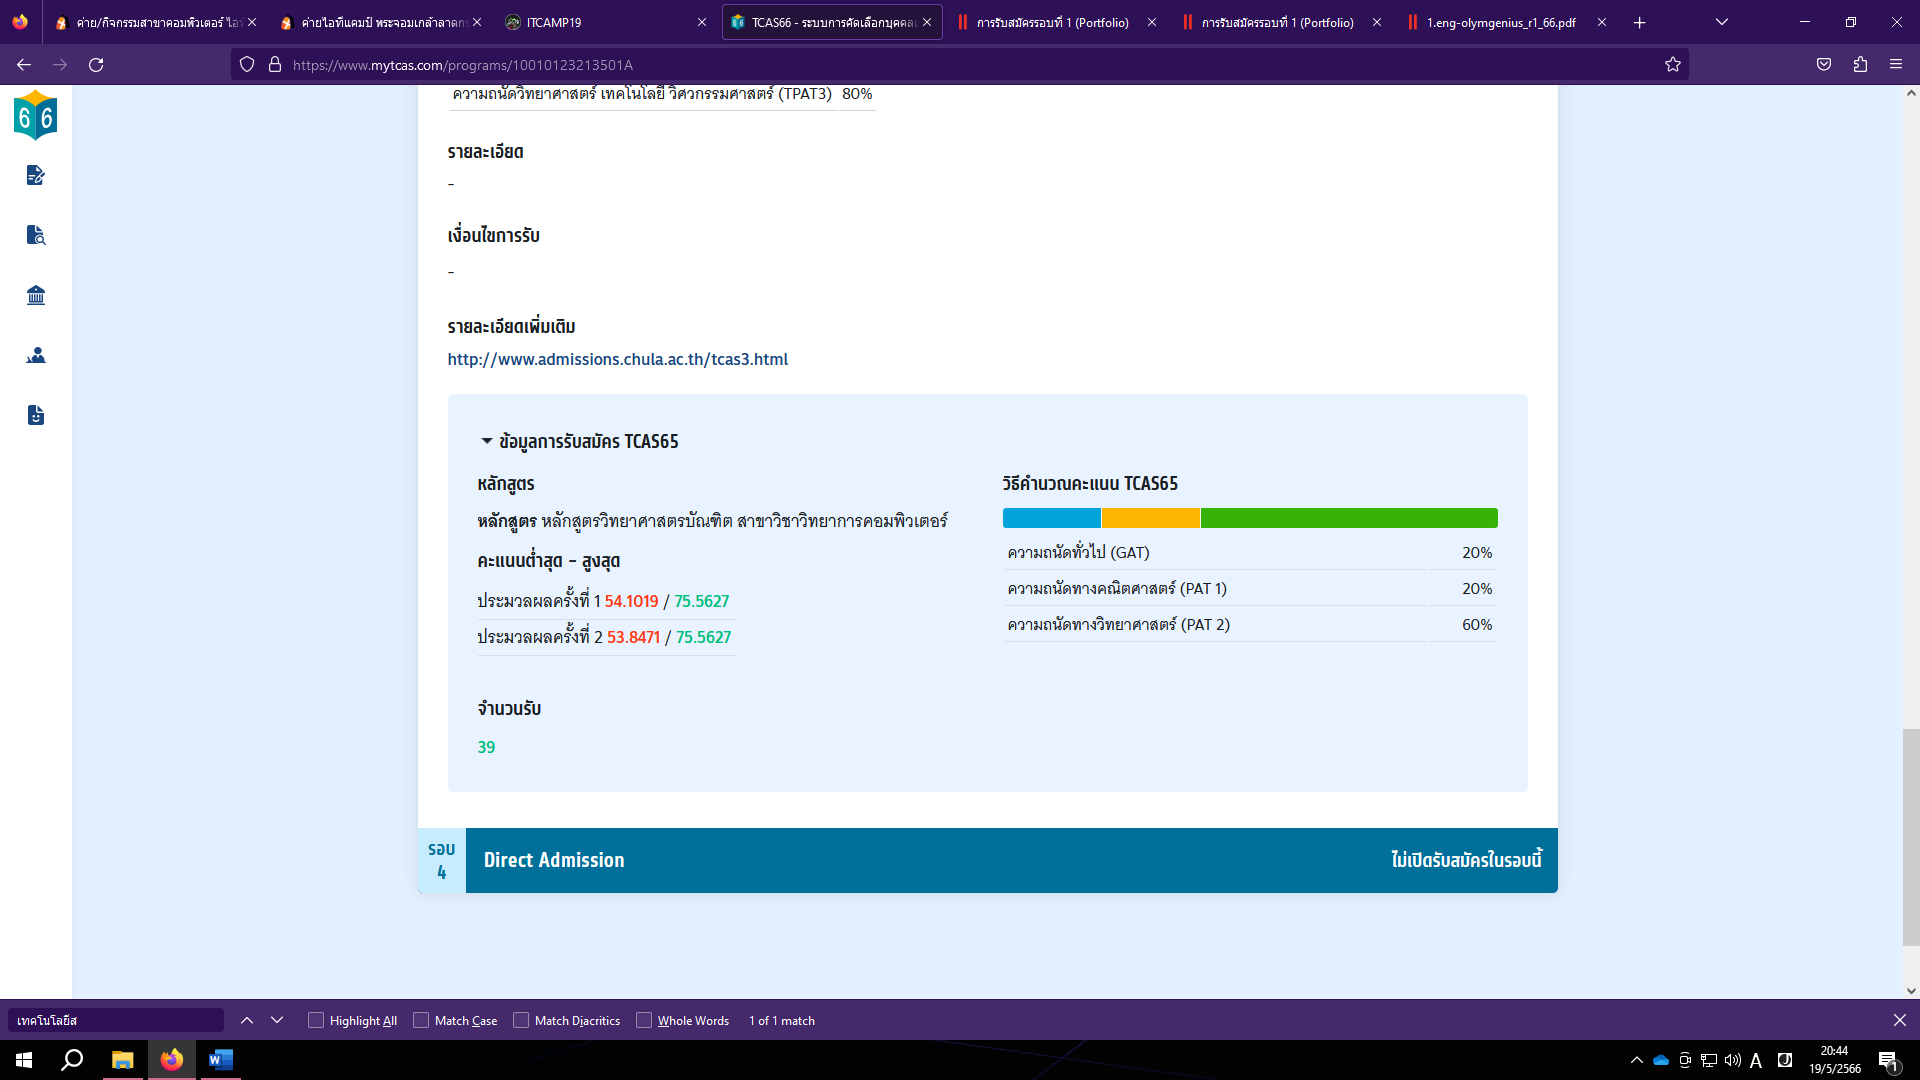 ค่าย/กิจกรรมสาขาคอมพิวเตอร์ ไอที
ค่ายไอทีแคมป์ พระจอมเกล้าลาดกระ
ITCAMP19
TCAS66 - ระบบการคัดเลือกบุคคลเ
การรับสมัครรอบที่ 1 (Portfolio)
การรับสมัครรอบที่ 1 (Portfolio)
1.eng-olymgenius_r1_66.pdf
https://www.mytcas.com/programs/10010123213501A
66
ความถนัดวิทยาศาสตร์ เทคโนโลยี วิศวกรรมศาสตร์ (TPAT3) 80%
รายละเอียด
-
เงื่อนไขการรับ
-
รายละเอียดเพิ่มเติม
http://www.admissions.chula.ac.th/tcas3.html
ข้อมูลการรับสมัคร TCAS65
หลักสูตร
หลักสูตร หลักสูตรวิทยาศาสตรบัณฑิต สาขาวิชาวิทยาการคอมพิวเตอร์
คะแนนต่ำสุด - สูงสุด
ประมวลผลครั้งที่ 1 54.1019 / 75.5627
ประมวลผลครั้งที่ 2 53.8471 / 75.5627
จำนวนรับ
39
วิธีคำนวณคะแนน TCAS65
ความถนัดทั่วไป (GAT) 20%
ความถนัดทางคณิตศาสตร์ (PAT 1) 20%
ความถนัดทางวิทยาศาสตร์ (PAT 2) 60%
รอบ
4
Direct Admission
ไม่เปิดรับสมัครในรอบนี้
เทคโนโลยีส
Highlight All
Match Case
Match Diacritics
Whole Words
1 of 1 match
A
20:44
19/5/2566
1